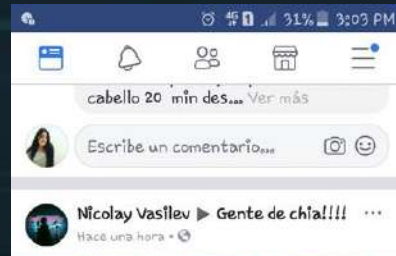 31% 3:03 PM
cabello 20 min des... Ver más
Escribe un comentario...
Nicolay Vasilev ▶ Gente de chia!!!! ...
Hace una hora •